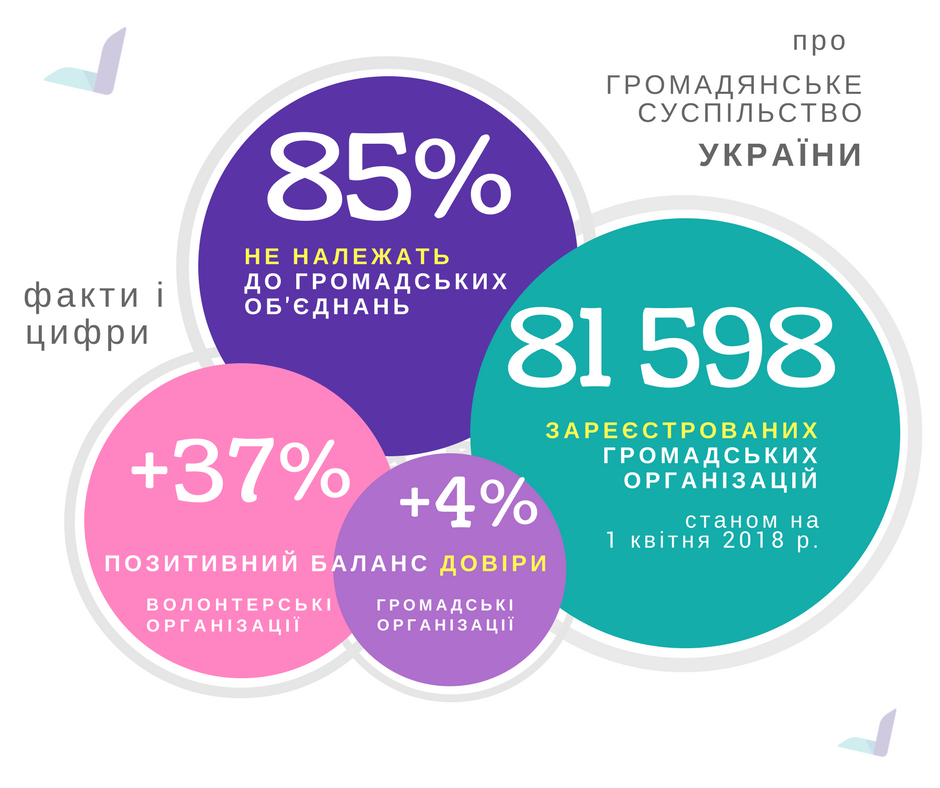 факти і
цифри
про
ГРОМАДЯНСЬКЕ
СУСПІЛЬСТВО
УКРАЇНИ
85%
НЕ НАЛЕЖАТЬ
ДО ГРОМАДСЬКИХ
ОБ'ЄДНАНЬ
81 598
ЗАРЕЄСТРОВАНИХ
ГРОМАДСЬКИХ
ОРГАНІЗАЦІЙ
станом на
1 квітня 2018 р.
+37%
+4%
ПОЗИТИВНИЙ БАЛАНС ДОВІРИ
ВОЛОНТЕРСЬКІ
ОРГАНІЗАЦІЇ
ГРОМАДСЬКІ
ОРГАНІЗАЦІЇ